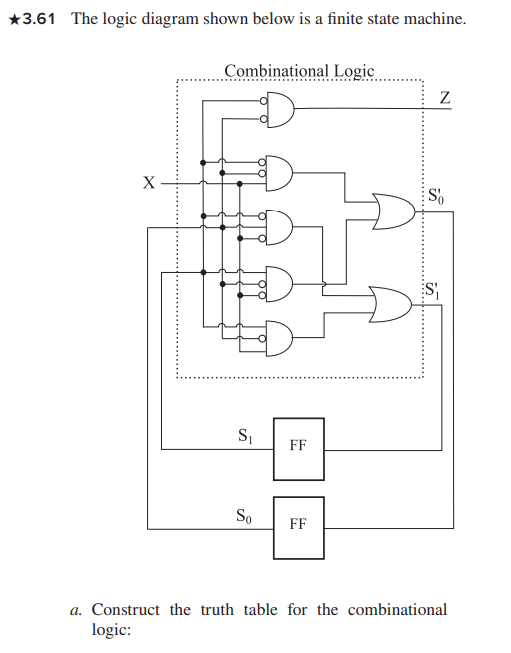 ★3.61 The logic diagram shown below is a finite state machine.
Combinational Logic
Z
X
S'0
S'1
S1
FF
S0
FF
a. Construct the truth table for the combinational
logic: